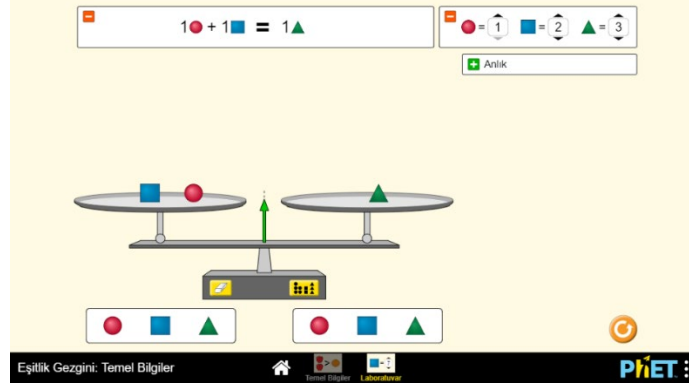 1 + 1 = 1
= 1 = 2 = 3
Anlık
Eşitlik Gezgini: Temel Bilgiler
Temel Bilgiler
Laboratuvar
PhET